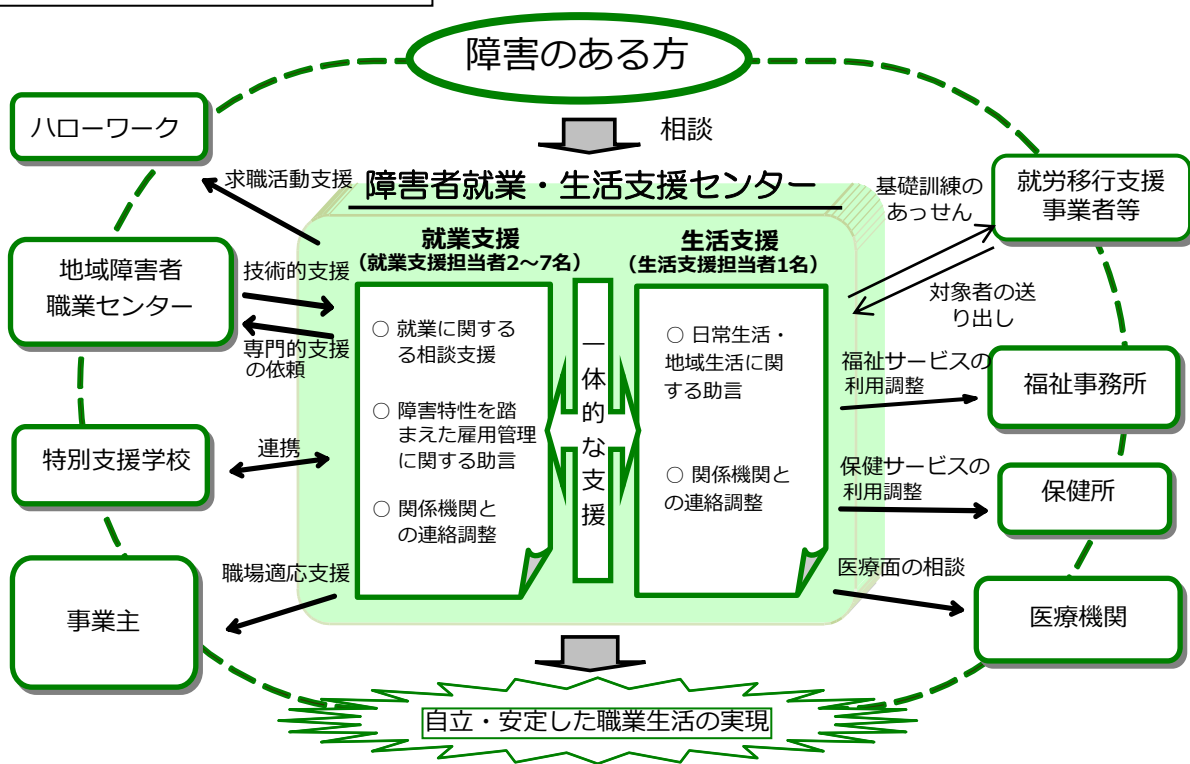 障害のある方
相談
ハローワーク
求職活動支援
障害者就業・生活支援センター
基礎訓練の
あっせん
就労移行支援
事業者等
地域障害者
職業センター
技術的支援
専門的支援
の依頼
就業支援
（就業支援担当者2～7名）
生活支援
（生活支援担当者1名）
対象者の送
り出し
○ 就業に関す
る相談支援
○ 障害特性を踏
まえた雇用管理
に関する助言
○ 関係機関と
の連絡調整
一体的な支援
○ 日常生活・
地域生活に関
する助言
○ 関係機関と
の連絡調整
福祉サービスの
利用調整
福祉事務所
特別支援学校
連携
保健サービスの
利用調整
保健所
事業主
職場適応支援
医療面の相談
医療機関
自立・安定した職業生活の実現